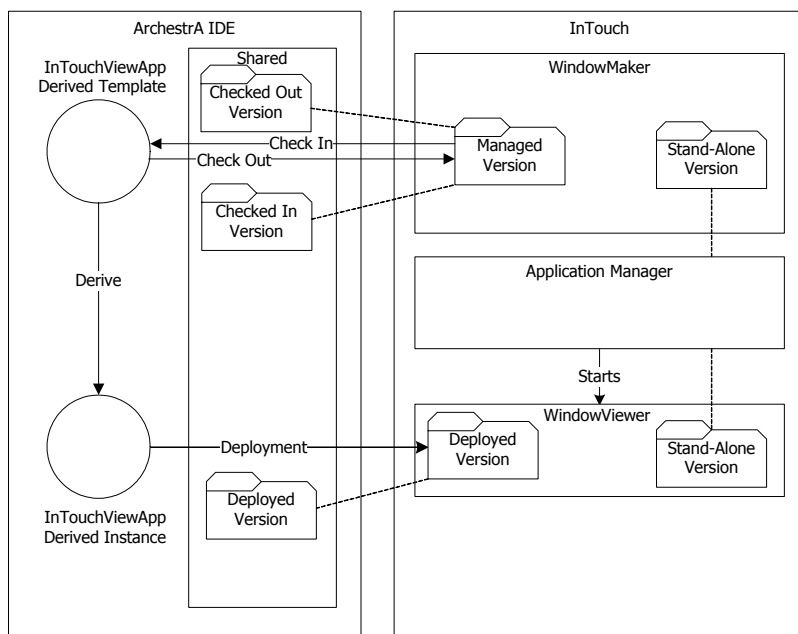 ArchestrA IDE
InTouchViewApp
Derived Template
Shared
Checked Out
Version
Check In
Check Out
Checked In
Version
Derive
Deployment
Deployed
Version
InTouchViewApp
Derived Instance
InTouch
WindowMaker
Managed
Version
Stand-Alone
Version
Application Manager
Starts
WindowViewer
Deployed
Version
Stand-Alone
Version